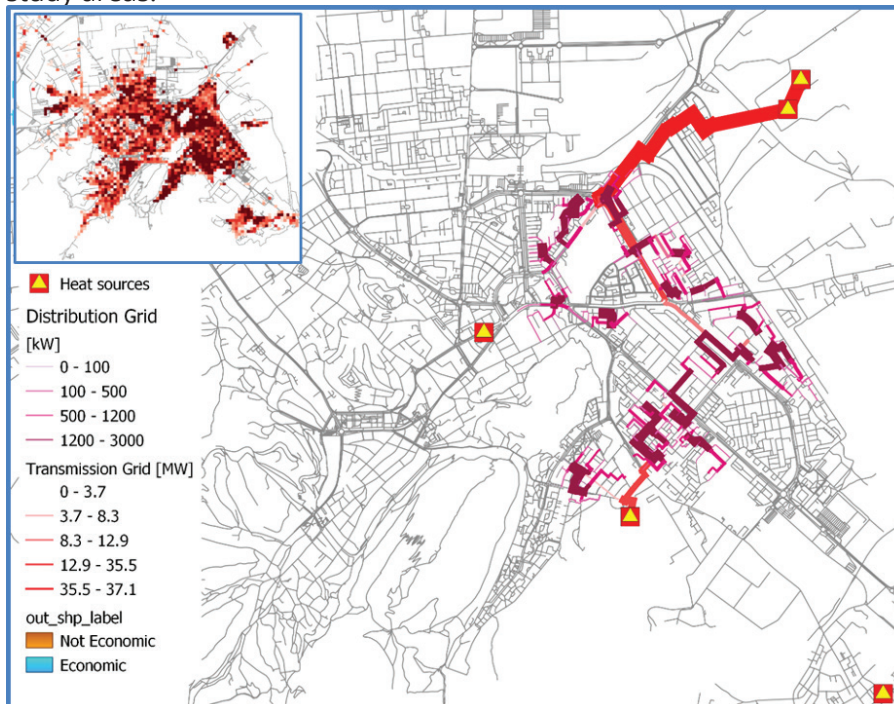 study areas.
Heat sources
Distribution Grid
[kW]
0 - 100
100 - 500
500 - 1200
1200 - 3000
Transmission Grid [MW]
0 - 3.7
3.7 - 8.3
8.3 - 12.9
12.9 - 35.5
35.5 - 37.1
out_shp_label
Not Economic
Economic